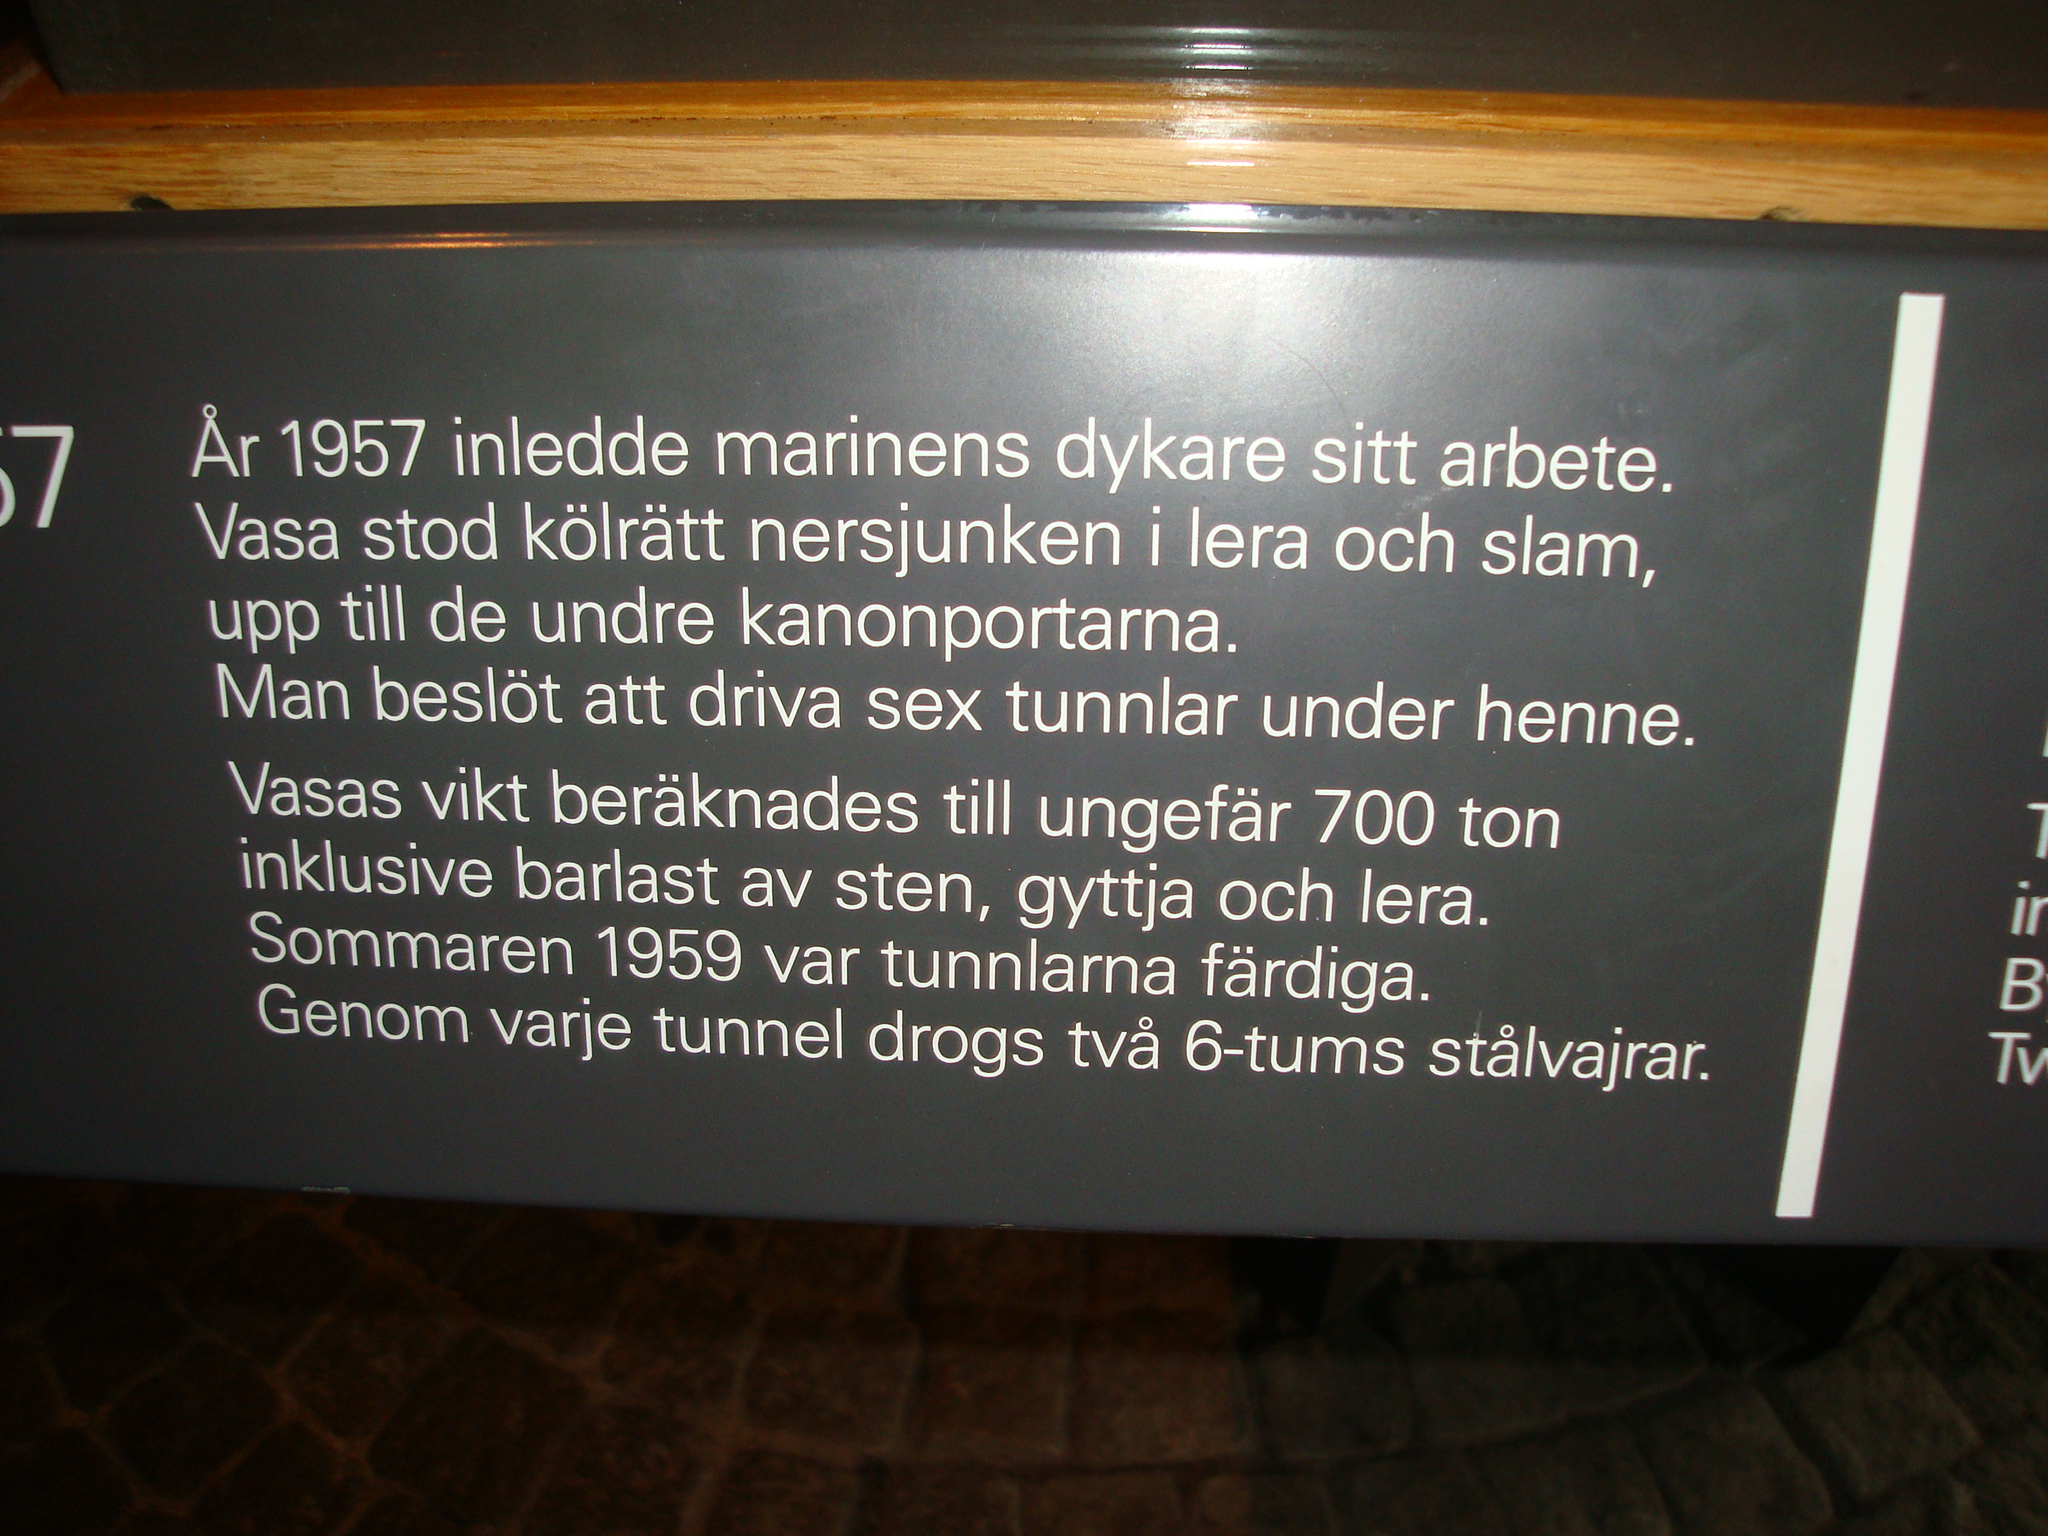 57
År 1957 inledde marinens dykare sitt arbete.
Vasa stod kölrätt nersjunken i lera och slam,
upp till de undre kanonportarna.
Man beslöt att driva sex tunnlar under henne.
Vasas vikt beräknades till ungefär 700 ton
inklusive barlast av sten, gyttja och lera.
Sommaren 1959 var tunnlarna färdiga.
Genom varje tunnel drogs två 6-tums stålvajrar.